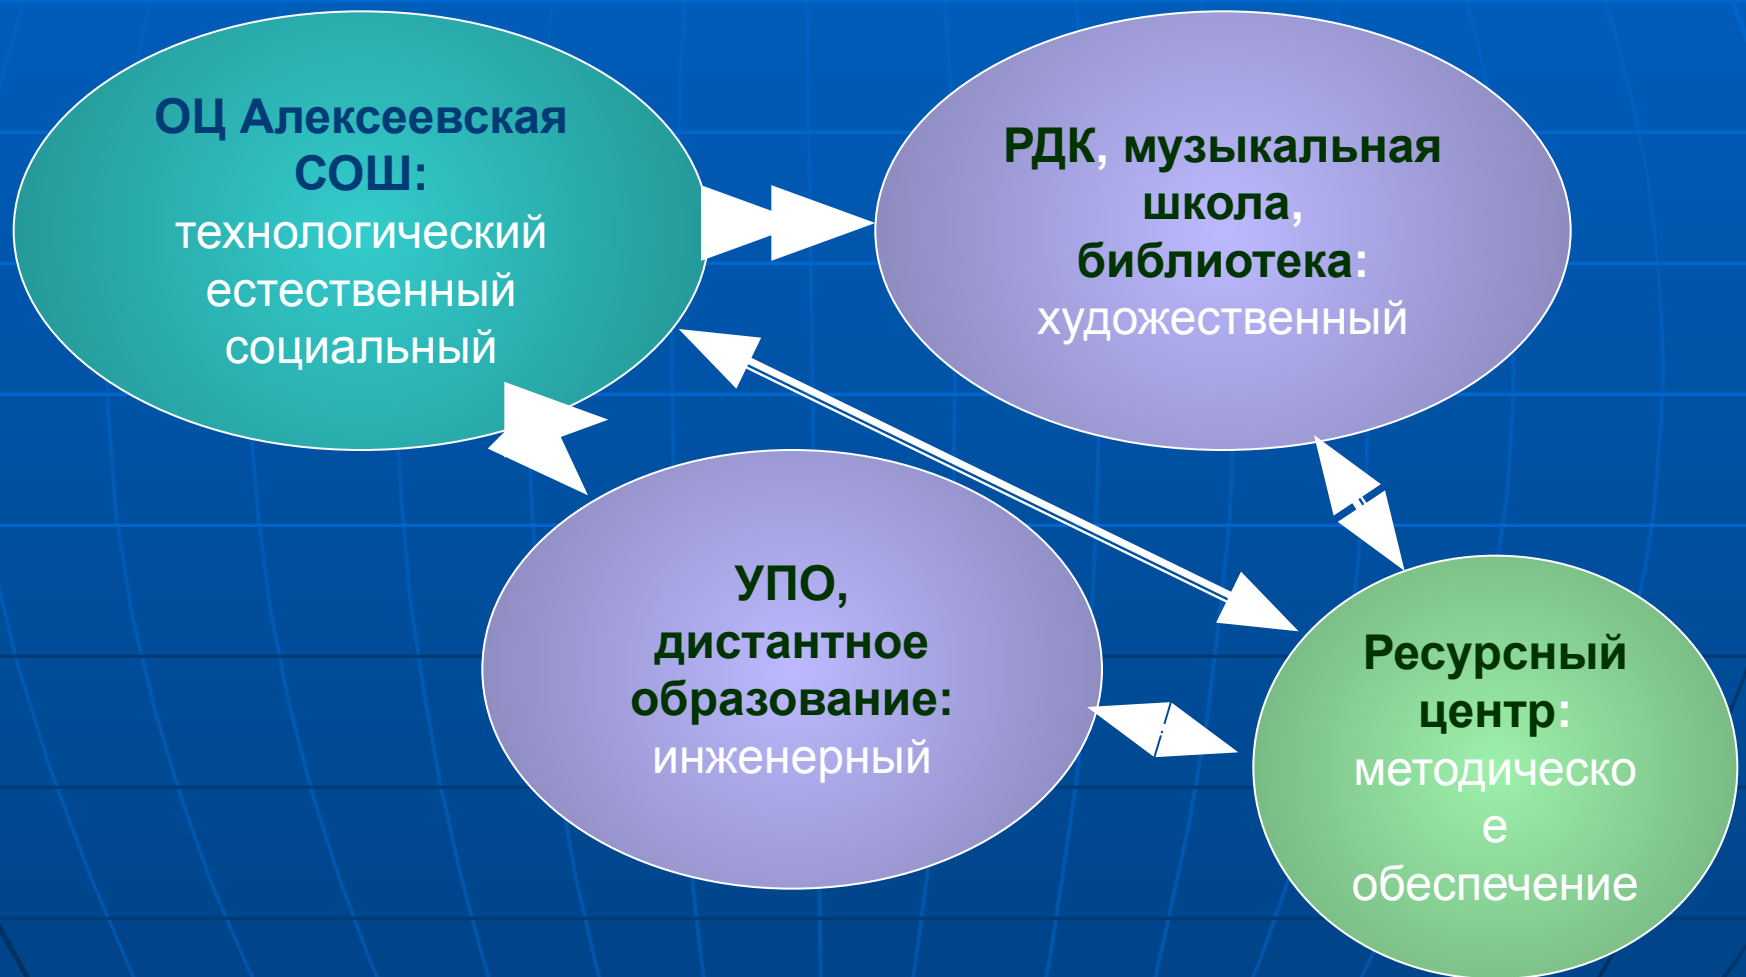 ОЦ Алексеевская
СОШ:
технологический
естественный
социальный
РДК, музыкальная
школа,
библиотека:
художественный
УПО,
дистантное
образование:
инженерный
Ресурсный
центр:
методическо
е
обеспечение